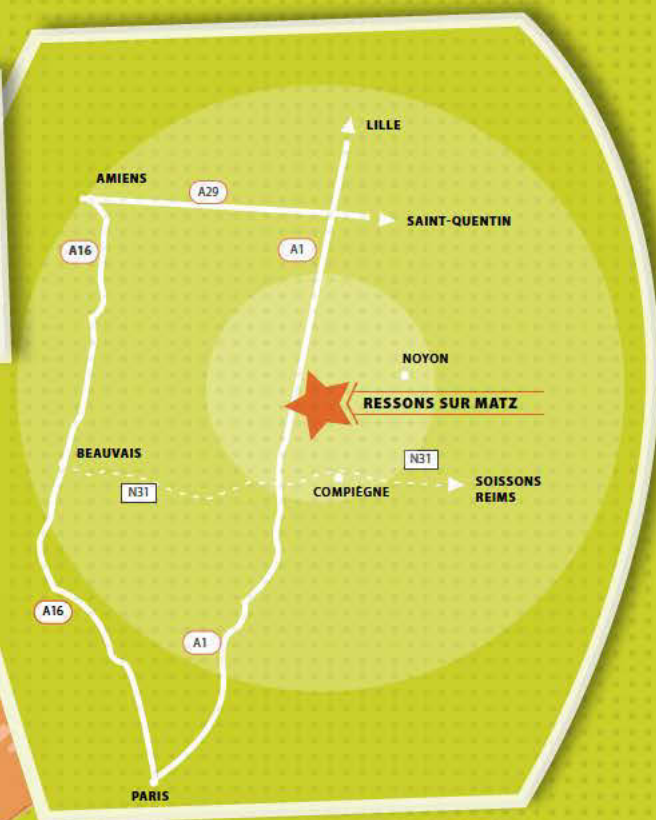 LILLE
AMIENS
A29
SAINT-QUENTIN
A16
A1
NOYON
RESSONS SUR MATZ
BEAUVAIS
N31
N31
COMPIÈGNE
SOISSONS
REIMS
A16
A1
PARIS